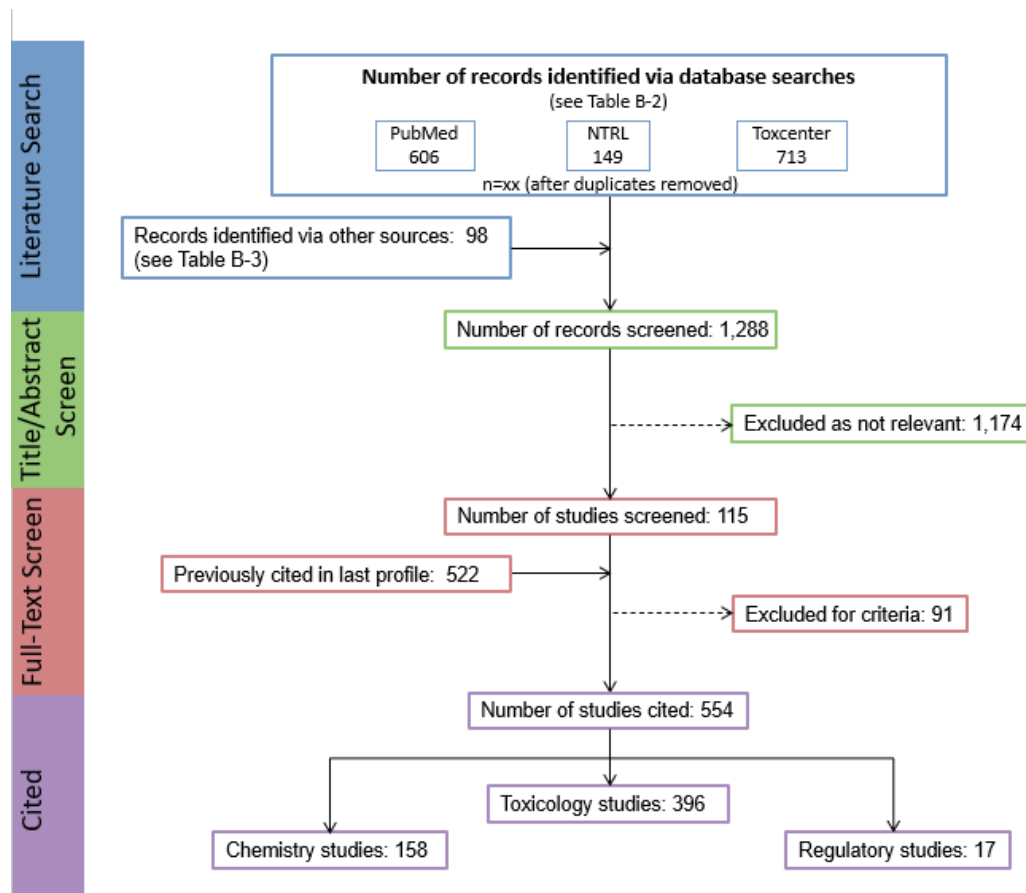 Literature Search
Number of records identified via database searches
(see Table B-2)
PubMed
606
NTRL
149
Toxcenter
713
n=xx (after duplicates removed)
Records identified via other sources: 98
(see Table B-3)
Title/Abstract
Screen
Number of records screened: 1,288
Excluded as not relevant: 1,174
Full-Text Screen
Number of studies screened: 115
Previously cited in last profile: 522
Excluded for criteria: 91
Cited
Number of studies cited: 554
Toxicology studies: 396
Chemistry studies: 158
Regulatory studies: 17